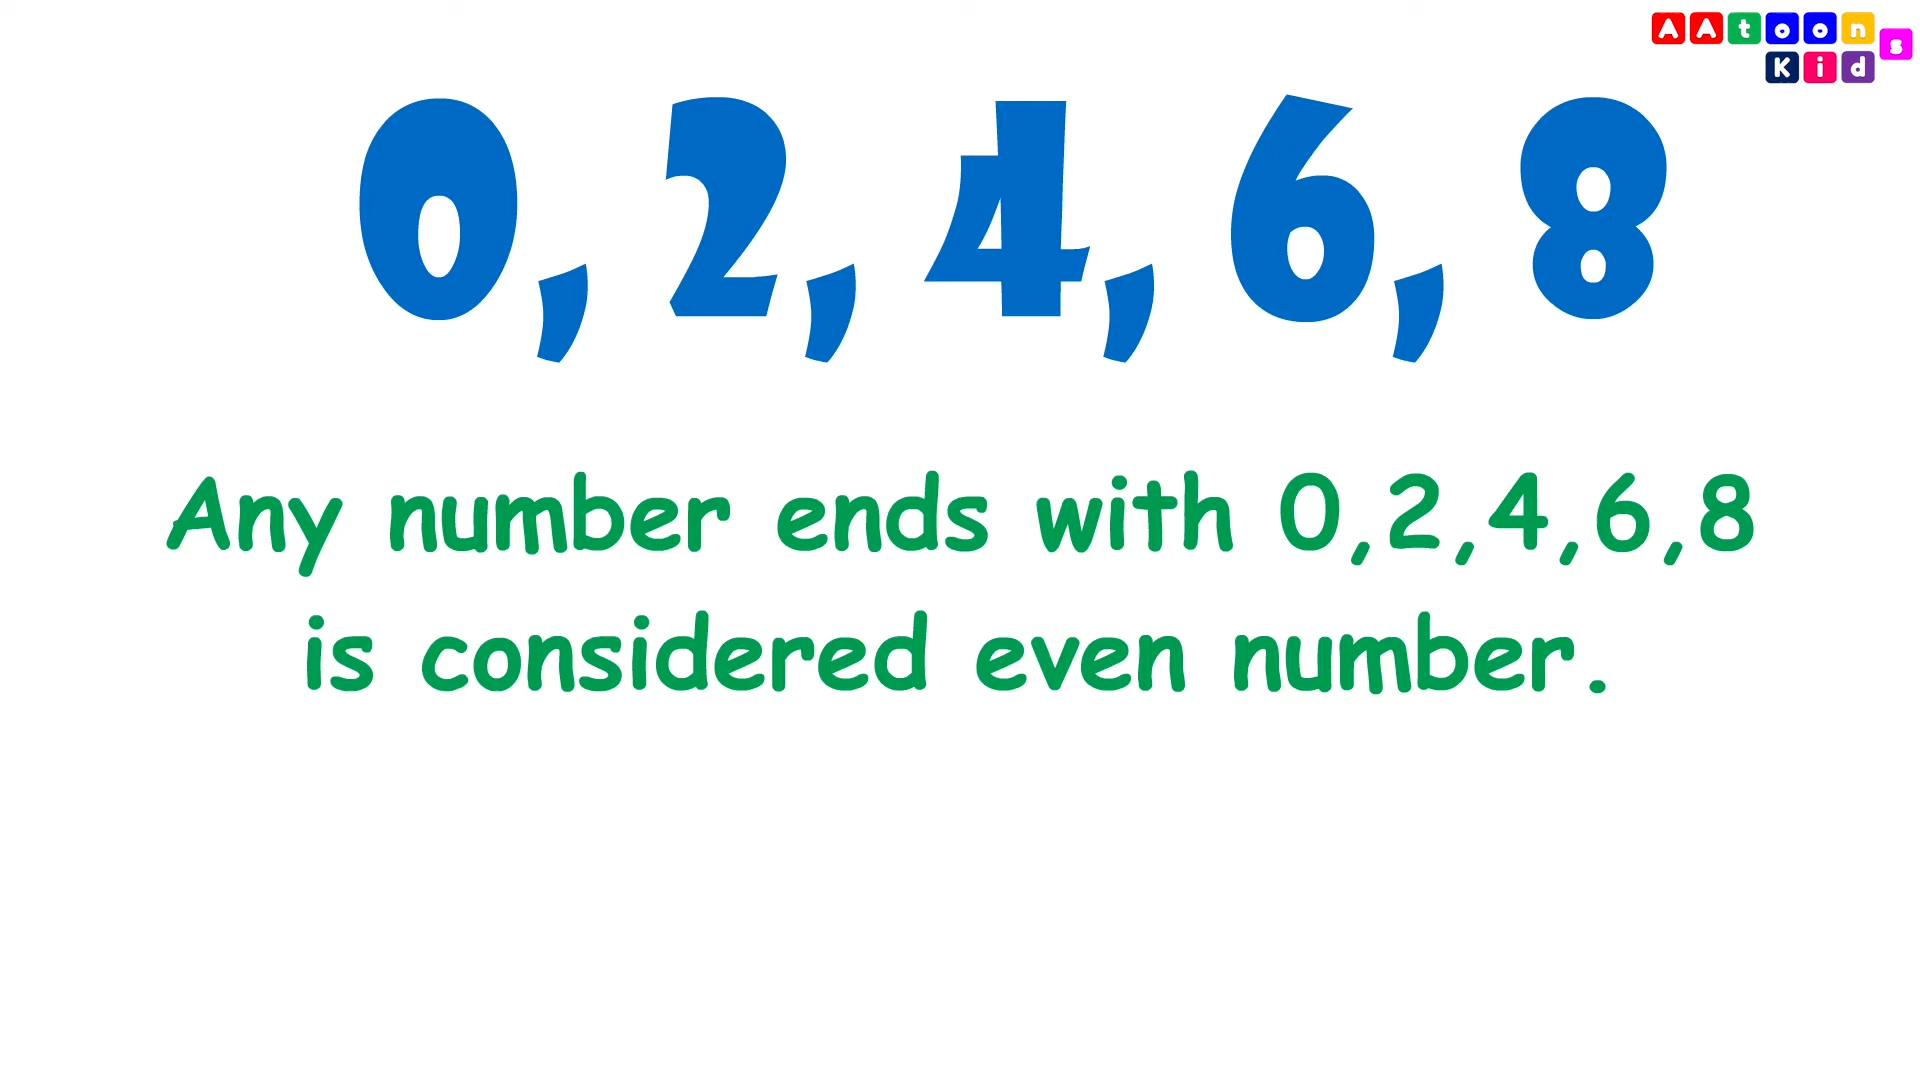 AAtoons
Kid
0, 2, 4, 6, 8
Any number ends with 0,2,4,6,8
is considered even number.